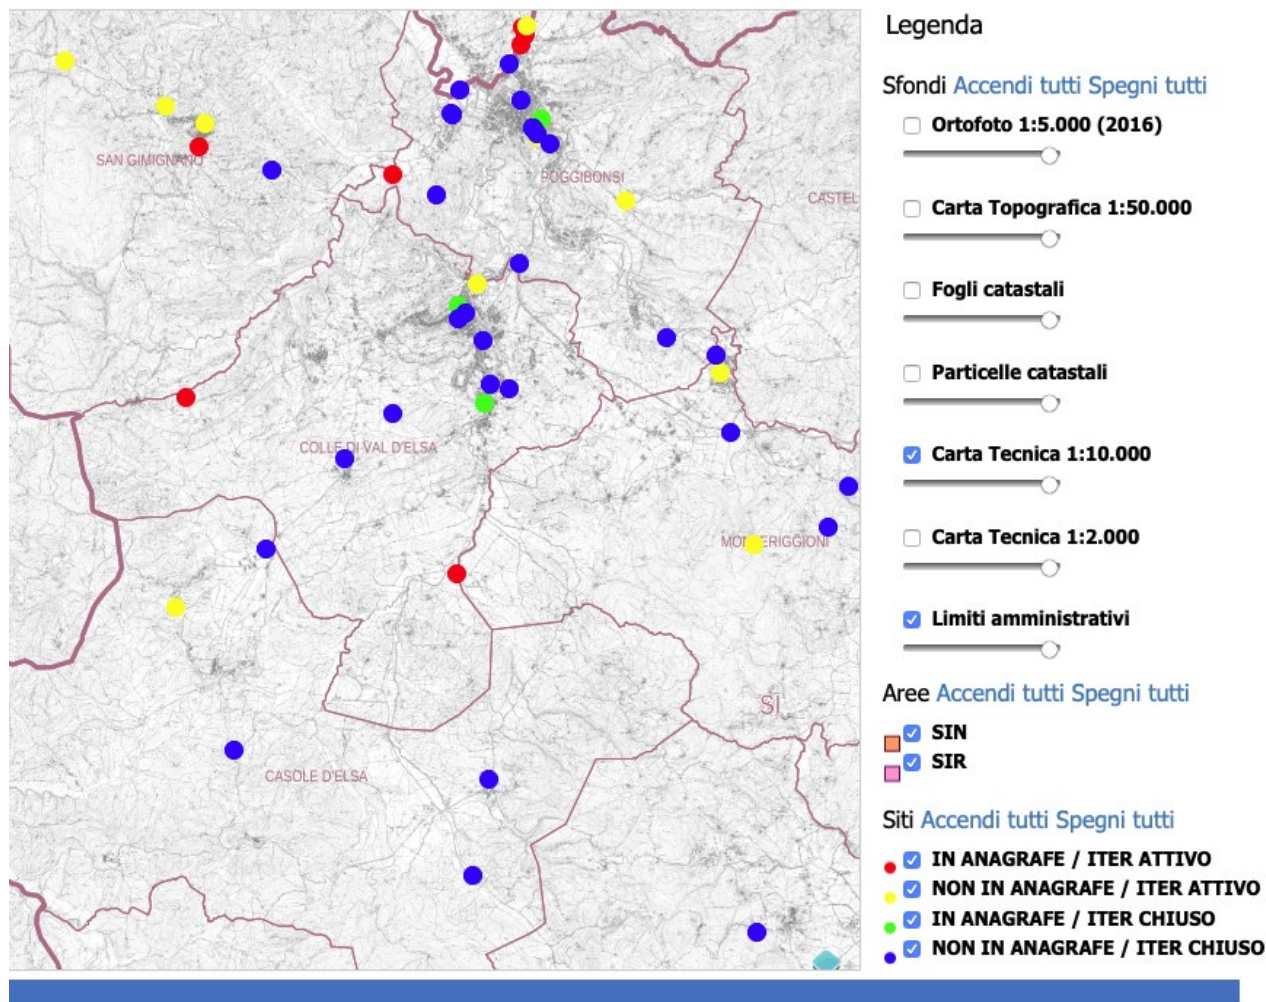 SAN GIMIGNANO
POGGIBONSI
CASTEL
COLLE DI VAL D'ELSA
MONTERIGGIONI
SI
CASOLE D'ELSA
Legenda
Sfondi Accendi tutti Spegni tutti
Ortofoto 1:5.000 (2016)
Carta Topografica 1:50.000
Fogli catastali
Particelle catastali
Carta Tecnica 1:10.000
Carta Tecnica 1:2.000
Limiti amministrativi
Aree Accendi tutti Spegni tutti
SIN
SIR
Siti Accendi tutti Spegni tutti
IN ANAGRAFE / ITER ATTIVO
NON IN ANAGRAFE / ITER ATTIVO
IN ANAGRAFE / ITER CHIUSO
NON IN ANAGRAFE / ITER CHIUSO